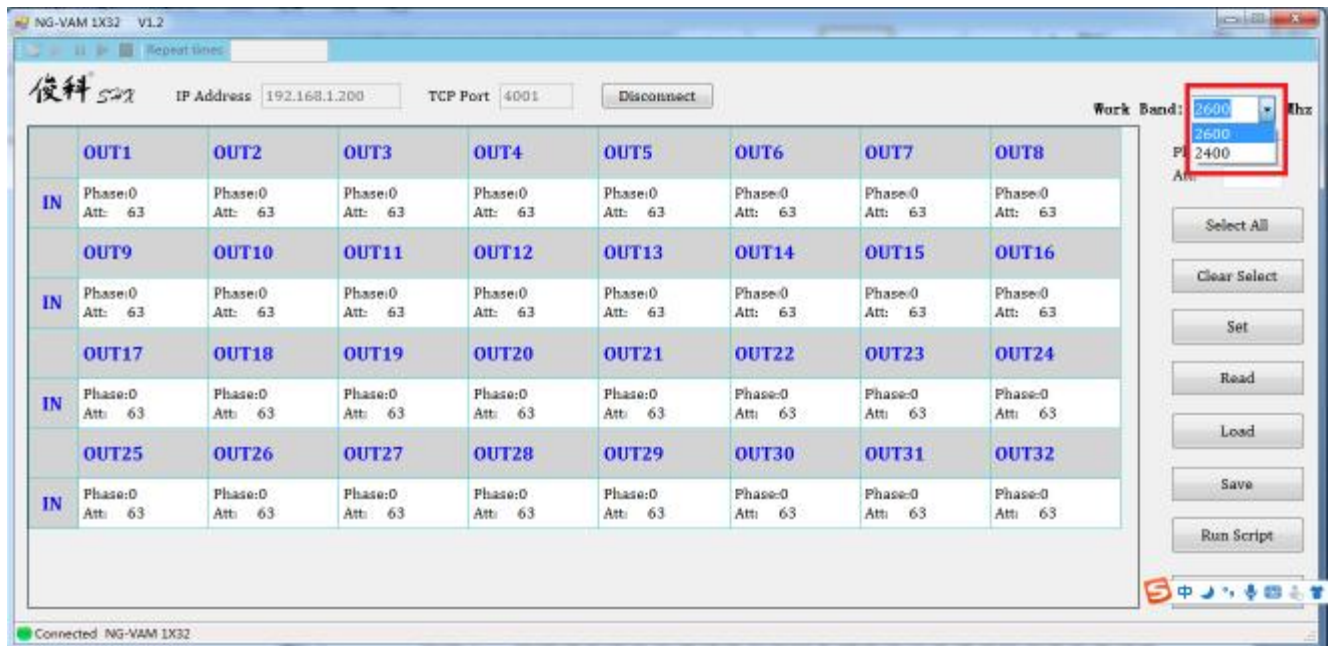 NG-VAM 1X32 V1.2
Repeat times
俊科 IP Address 192.168.1.200 TCP Port 4001 Disconnect
Work Band: 2600 Mhz
2600
2400
OUT1 OUT2 OUT3 OUT4 OUT5 OUT6 OUT7 OUT8
IN Phase:0 Phase:0 Phase:0 Phase:0 Phase:0 Phase:0 Phase:0 Phase:0
Att: 63 Att: 63 Att: 63 Att: 63 Att: 63 Att: 63 Att: 63 Att: 63
Select All
OUT9 OUT10 OUT11 OUT12 OUT13 OUT14 OUT15 OUT16
Clear Select
IN Phase:0 Phase:0 Phase:0 Phase:0 Phase:0 Phase:0 Phase:0 Phase:0
Att: 63 Att: 63 Att: 63 Att: 63 Att: 63 Att: 63 Att: 63 Att: 63
Set
OUT17 OUT18 OUT19 OUT20 OUT21 OUT22 OUT23 OUT24
Read
IN Phase:0 Phase:0 Phase:0 Phase:0 Phase:0 Phase:0 Phase:0 Phase:0
Att: 63 Att: 63 Att: 63 Att: 63 Att: 63 Att: 63 Att: 63 Att: 63
Load
OUT25 OUT26 OUT27 OUT28 OUT29 OUT30 OUT31 OUT32
Save
IN Phase:0 Phase:0 Phase:0 Phase:0 Phase:0 Phase:0 Phase:0 Phase:0
Att: 63 Att: 63 Att: 63 Att: 63 Att: 63 Att: 63 Att: 63 Att: 63
Run Script
中
Connected NG-VAM 1X32